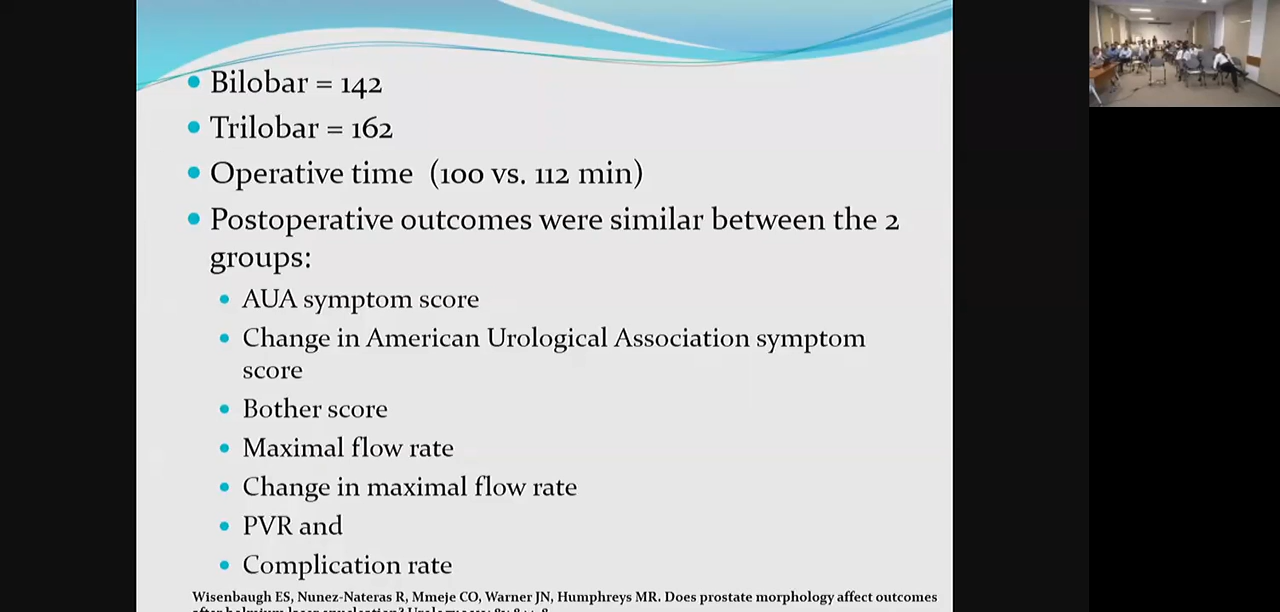 Bilobar = 142
Trilobar = 162
Operative time (100 vs. 112 min)
Postoperative outcomes were similar between the 2
groups:
AUA symptom score
Change in American Urological Association symptom
score
Bother score
Maximal flow rate
Change in maximal flow rate
PVR and
Complication rate
Wisenbaugh ES, Nunez-Nateras R, Mmeje CO, Warner JN, Humphreys MR. Does prostate morphology affect outcomes